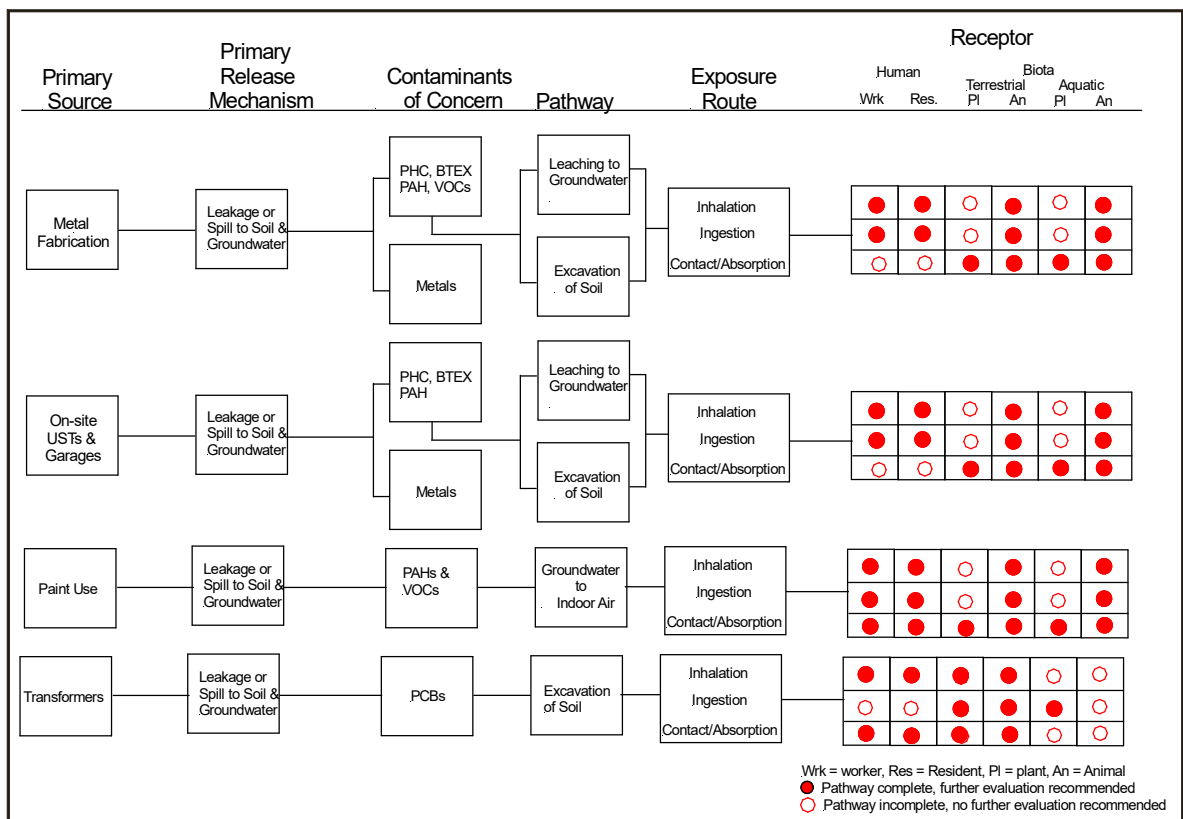 Receptor
Primary
Release
Mechanism
Primary
Source
Contaminants
of Concern
Pathway
Exposure
Route
Human
Biota
Terrestrial
Aquatic
Wrk
Res.
Pl
An
Pl
An
Metal
Fabrication
Leakage or
Spill to Soil &
Groundwater
PHC, BTEX
PAH, VOCs
Metals
Leaching to
Groundwater
Excavation
of Soil
Inhalation
Ingestion
Contact/Absorption
On-site
USTs &
Garages
Leakage or
Spill to Soil &
Groundwater
PHC, BTEX
PAH
Metals
Leaching to
Groundwater
Excavation
of Soil
Inhalation
Ingestion
Contact/Absorption
Paint Use
Leakage or
Spill to Soil &
Groundwater
PAHs &
VOCs
Groundwater
to
Indoor Air
Inhalation
Ingestion
Contact/Absorption
Transformers
Leakage or
Spill to Soil &
Groundwater
PCBs
Excavation
of Soil
Inhalation
Ingestion
Contact/Absorption
Wrk = worker, Res = Resident, Pl = plant, An = Animal
Pathway complete, further evaluation recommended
Pathway incomplete, no further evaluation recommended